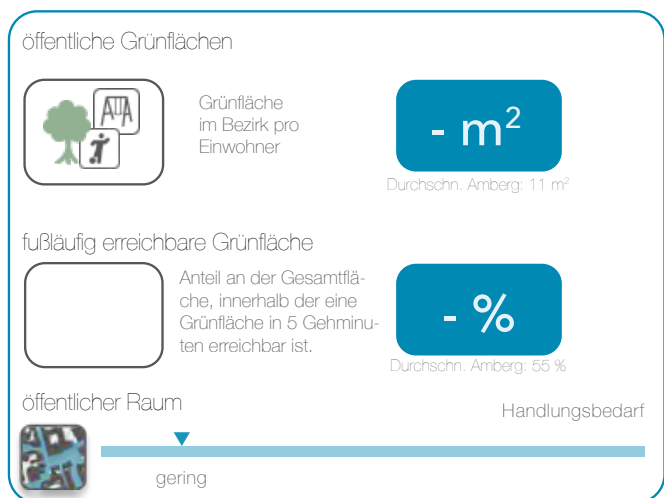 öffentliche Grünflächen
Grünfläche
im Bezirk pro
Einwohner
- m²
Durchschn. Amberg: 11 m²
fußläufig erreichbare Grünfläche
Anteil an der Gesamtflä-
che, innerhalb der eine
Grünfläche in 5 Gehminu-
ten erreichbar ist.
- %
Durchschn. Amberg: 55 %
öffentlicher Raum
Handlungsbedarf
gering